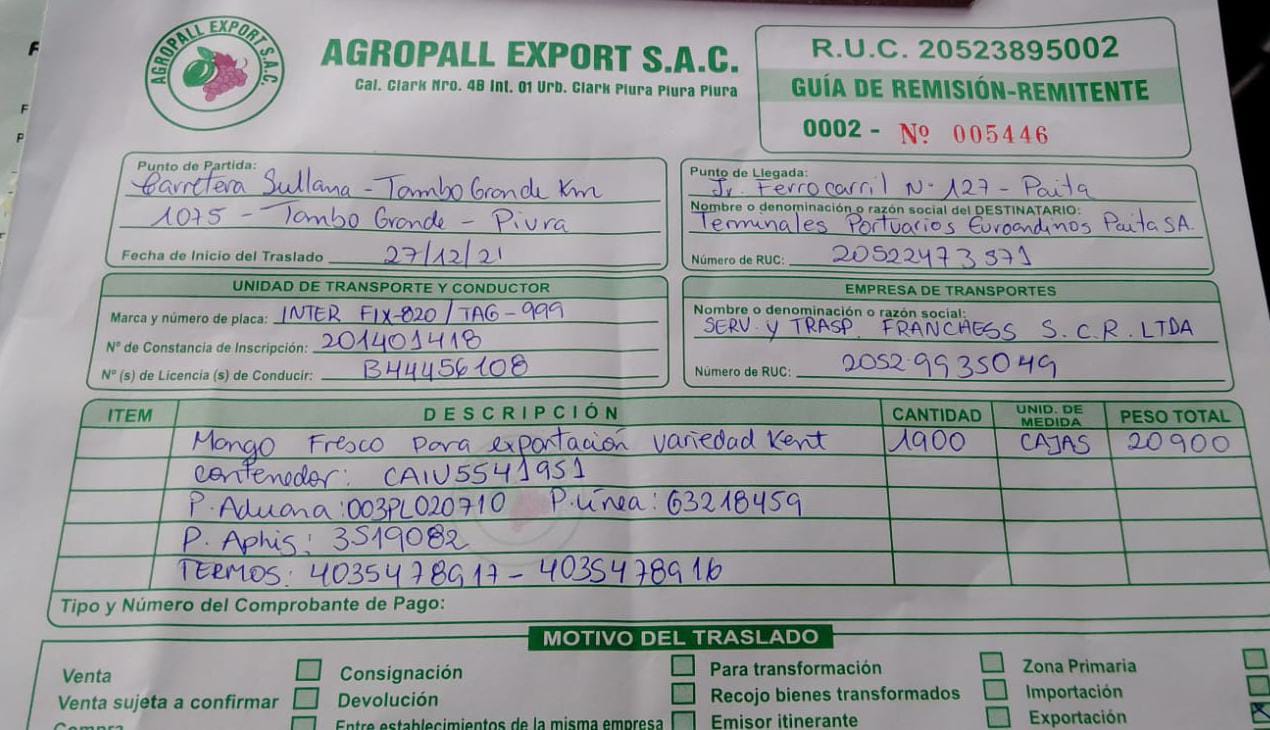 AGROPALL EXPORT S.A.C.
AGROPALL EXPORT S.A.C.
Cal. Clark Nro. 4B Int. 01 Urb. Clark Piura Piura Piura
R.U.C. 20523895002
GUÍA DE REMISIÓN-REMITENTE
0002 - Nº 005446
Punto de Partida:
Carretera Sullana - Tambo Grande Km
1075 - Tambo Grande - Piura
Fecha de Inicio del Traslado 27/12/21
Punto de Llegada:
Jr. Ferrocarril Nº 127 - Paita
Nombre o denominación o razón social del DESTINATARIO:
Terminales Portuarios Euroandinos Paita SA.
Número de RUC: 20522473571
UNIDAD DE TRANSPORTE Y CONDUCTOR
Marca y número de placa: INTER FIX-820 / TAG-999
Nº de Constancia de Inscripción: 201401418
Nº (s) de Licencia (s) de Conducir: B44456108
EMPRESA DE TRANSPORTES
Nombre o denominación o razón social:
SERV. y TRASP. FRANCHESS S.C.R. LTDA
Número de RUC: 20529935049
ITEM DESCRIPCIÓN CANTIDAD UNID. DE MEDIDA PESO TOTAL
Mango Fresco para exportación variedad Kent 1900 CAJAS 20900
contenedor: CAIU5541951
P. Aduana: 003PL020710 P. Línea: 63218459
P. Aphis: 3519082
TERMOS: 4035478917 - 4035478916
Tipo y Número del Comprobante de Pago:
MOTIVO DEL TRASLADO
Venta Consignación Para transformación Zona Primaria
Venta sujeta a confirmar Devolución Recojo bienes transformados Importación
Compra Entre establecimientos de la misma empresa Emisor itinerante Exportación X